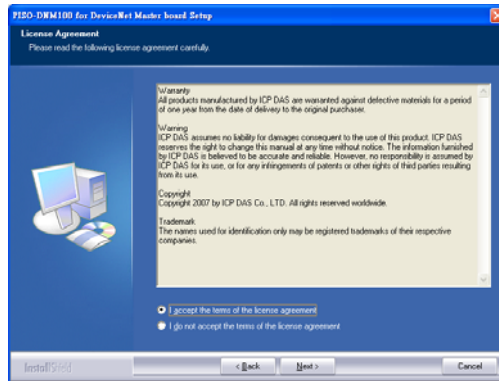 PISO-DNM100 for DeviceNet Master board Setup
License Agreement
Please read the following license agreement carefully.
Warranty
All products manufactured by ICP DAS are warranted against defective materials for a period
of one year from the date of delivery to the original purchaser.
Warning
ICP DAS assumes no liability for damages consequent to the use of this product. ICP DAS
reserves the right to change this manual at any time without notice. The information furnished
by ICP DAS is believed to be accurate and reliable. However, no responsibility is assumed by
ICP DAS for its use, or for any infringements of patents or other rights of third parties resulting
from its use.
Copyright
Copyright 2007 by ICP DAS Co., LTD. All rights reserved worldwide.
Trademark
The names used for identification only may be registered trademarks of their respective
companies.
I accept the terms of the license agreement
I do not accept the terms of the license agreement
InstallShield
< Back
Next >
Cancel